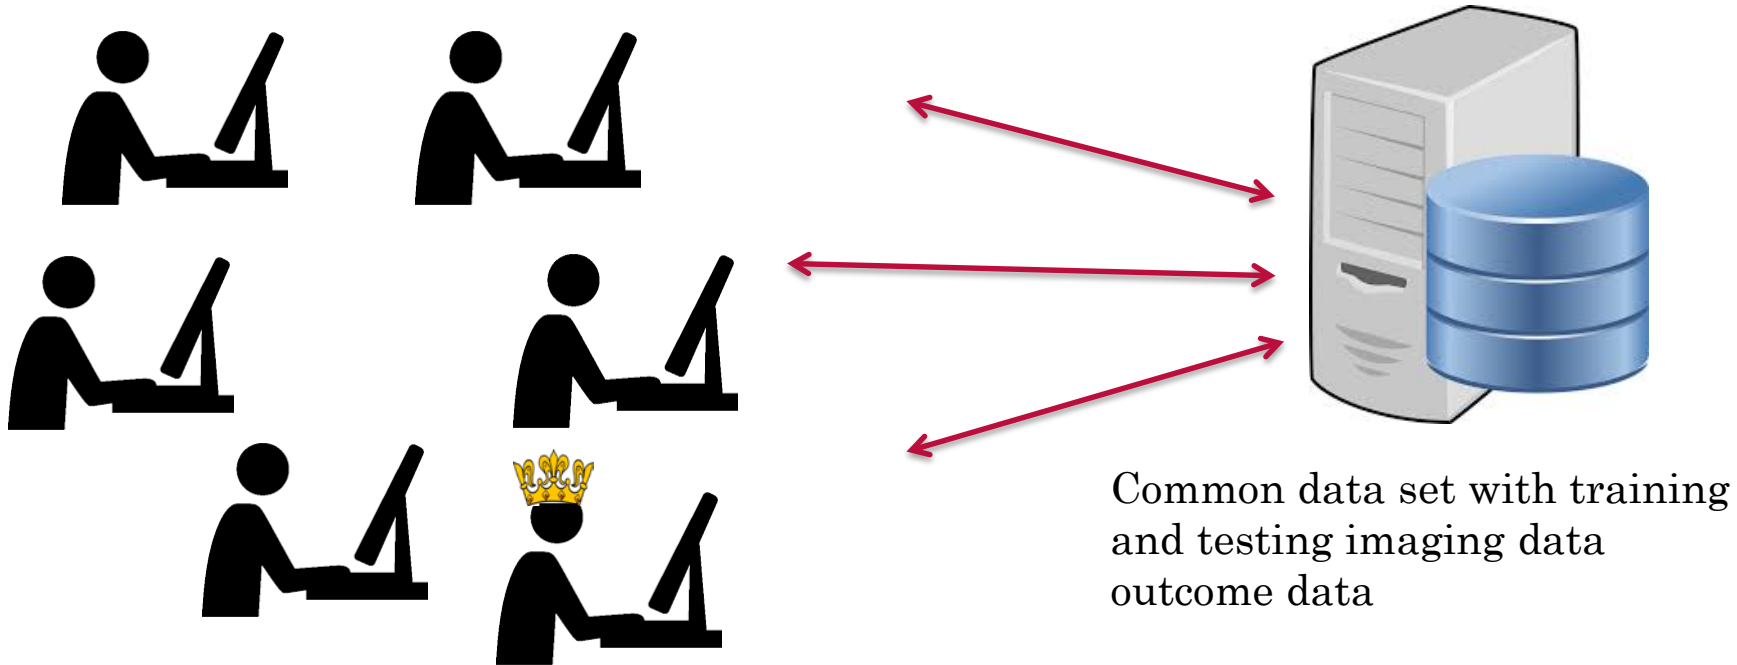 Common data set with training
and testing imaging data
outcome data